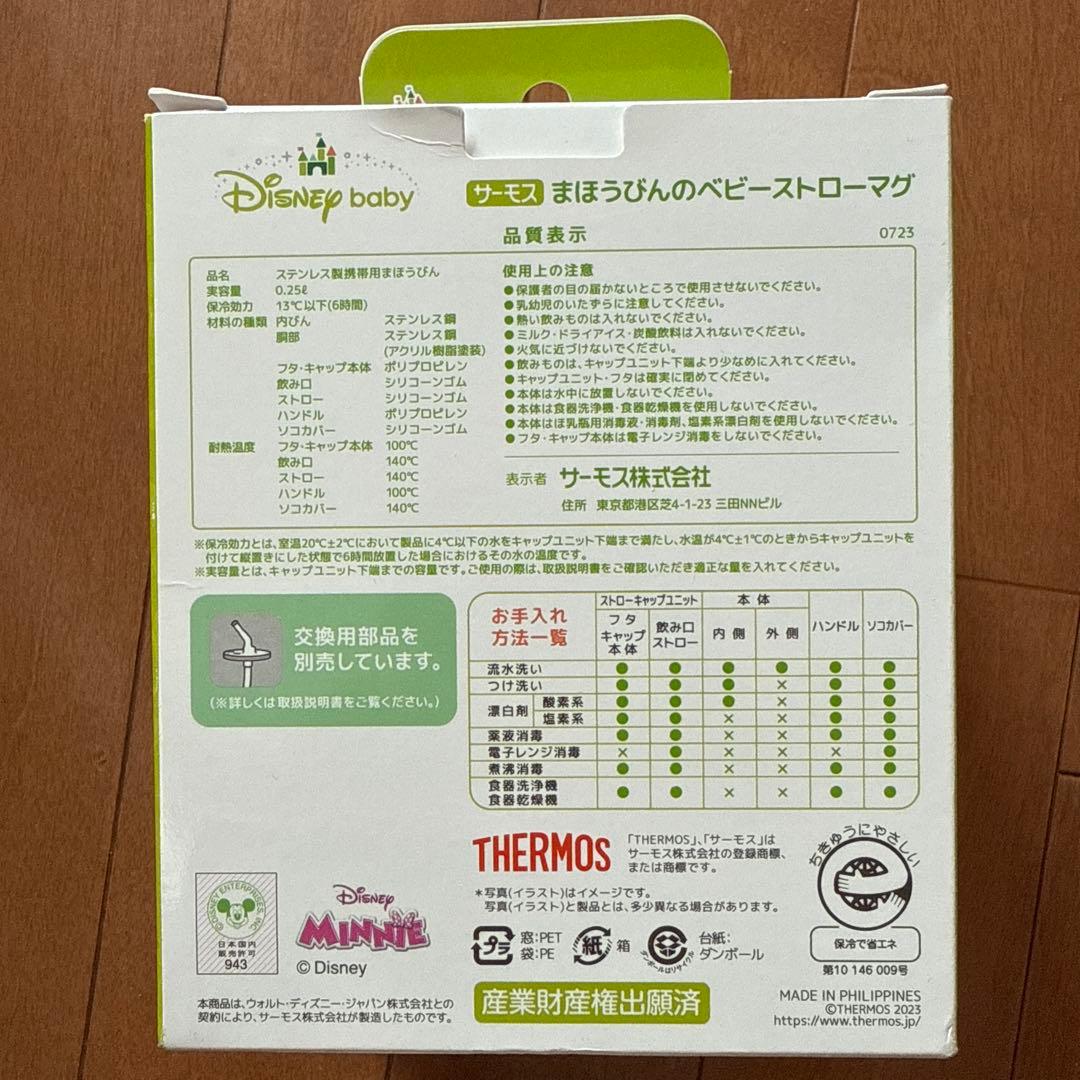 Disney baby
サーモス まほうびんのベビーストローマグ
品質表示 0723
品名 ステンレス製携帯用まほうびん
実容量 0.25ℓ
保冷効力 13℃以下(6時間)
材料の種類 内びん ステンレス鋼
胴部 ステンレス鋼
(アクリル樹脂塗装)
フタ・キャップ本体 ポリプロピレン
飲み口 シリコーンゴム
ストロー シリコーンゴム
ハンドル ポリプロピレン
ソコカバー シリコーンゴム
耐熱温度 フタ・キャップ本体 100℃
飲み口 140℃
ストロー 140℃
ハンドル 100℃
ソコカバー 140℃
使用上の注意
●保護者の目の届かないところで使用させないでください。
●乳幼児のいたずらに注意してください。
●熱い飲みものは入れないでください。
●ミルク・ドライアイス・炭酸飲料は入れないでください。
●火気に近づけないでください。
●飲みものは、キャップユニット下端より少なめに入れてください。
●キャップユニット・フタは確実に閉めてください。
●本体は水中に放置しないでください。
●本体は食器洗浄機・食器乾燥機を使用しないでください。
●本体はほ乳瓶用消毒液・消毒剤、塩素系漂白剤を使用しないでください。
●フタ・キャップ本体は電子レンジ消毒をしないでください。
表示者 サーモス株式会社
住所 東京都港区芝4-1-23 三田NNビル
※保冷効力とは、室温20℃±2℃において製品に4℃以下の水をキャップユニット下端まで満たし、水温が4℃±1℃のときからキャップユニットを
付けて縦置きにした状態で6時間放置した場合におけるその水の温度です。
※実容量とは、キャップユニット下端までの容量です。ご使用の際は、取扱説明書をご確認いただき適正な量を入れてください。
交換用部品を
別売しています。
(※詳しくは取扱説明書をご覧ください。)
お手入れ
方法一覧
ストローキャップユニット 本体
フタ
キャップ
本体
飲み口
ストロー
内側 外側 ハンドル ソコカバー
流水洗い ● ● ● ● ● ●
つけ洗い ● ● ● × ● ●
漂白剤 酸素系 ● ● ● × ● ●
塩素系 ● ● × × ● ●
薬液消毒 ● ● × × ● ●
電子レンジ消毒 × ● × × × ●
煮沸消毒 ● ● × × ● ●
食器洗浄機
食器乾燥機 ● ● × × ● ●
THERMOS
「THERMOS」、「サーモス」は
サーモス株式会社の登録商標、
または商標です。
*写真(イラスト)はイメージです。
写真(イラスト)と製品とは、多少異なる場合があります。
プラ 窓:PET
袋:PE
紙 箱
ダンボールはリサイクル
台紙:
ダンボール
ちきゅうにやさしい
保冷で省エネ
第10 146 009号
©DISNEY ENTERPRISES, INC.
日本国内
販売許可
943
Disney
MINNIE
© Disney
本商品は、ウォルト・ディズニー・ジャパン株式会社との
契約により、サーモス株式会社が製造したものです。
産業財産権出願済
MADE IN PHILIPPINES
©THERMOS 2023
https://www.thermos.jp/